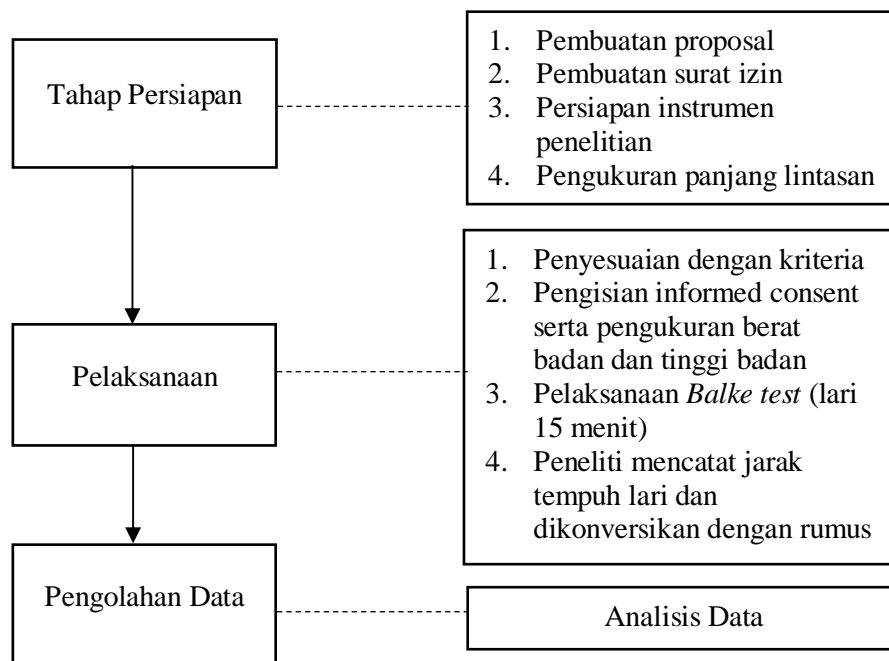 Tahap Persiapan
1. Pembuatan proposal
2. Pembuatan surat izin
3. Persiapan instrumen
penelitian
4. Pengukuran panjang lintasan
Pelaksanaan
1. Penyesuaian dengan kriteria
2. Pengisian informed consent
serta pengukuran berat
badan dan tinggi badan
3. Pelaksanaan Balke test (lari
15 menit)
4. Peneliti mencatat jarak
tempuh lari dan
dikonversikan dengan rumus
Pengolahan Data
Analisis Data